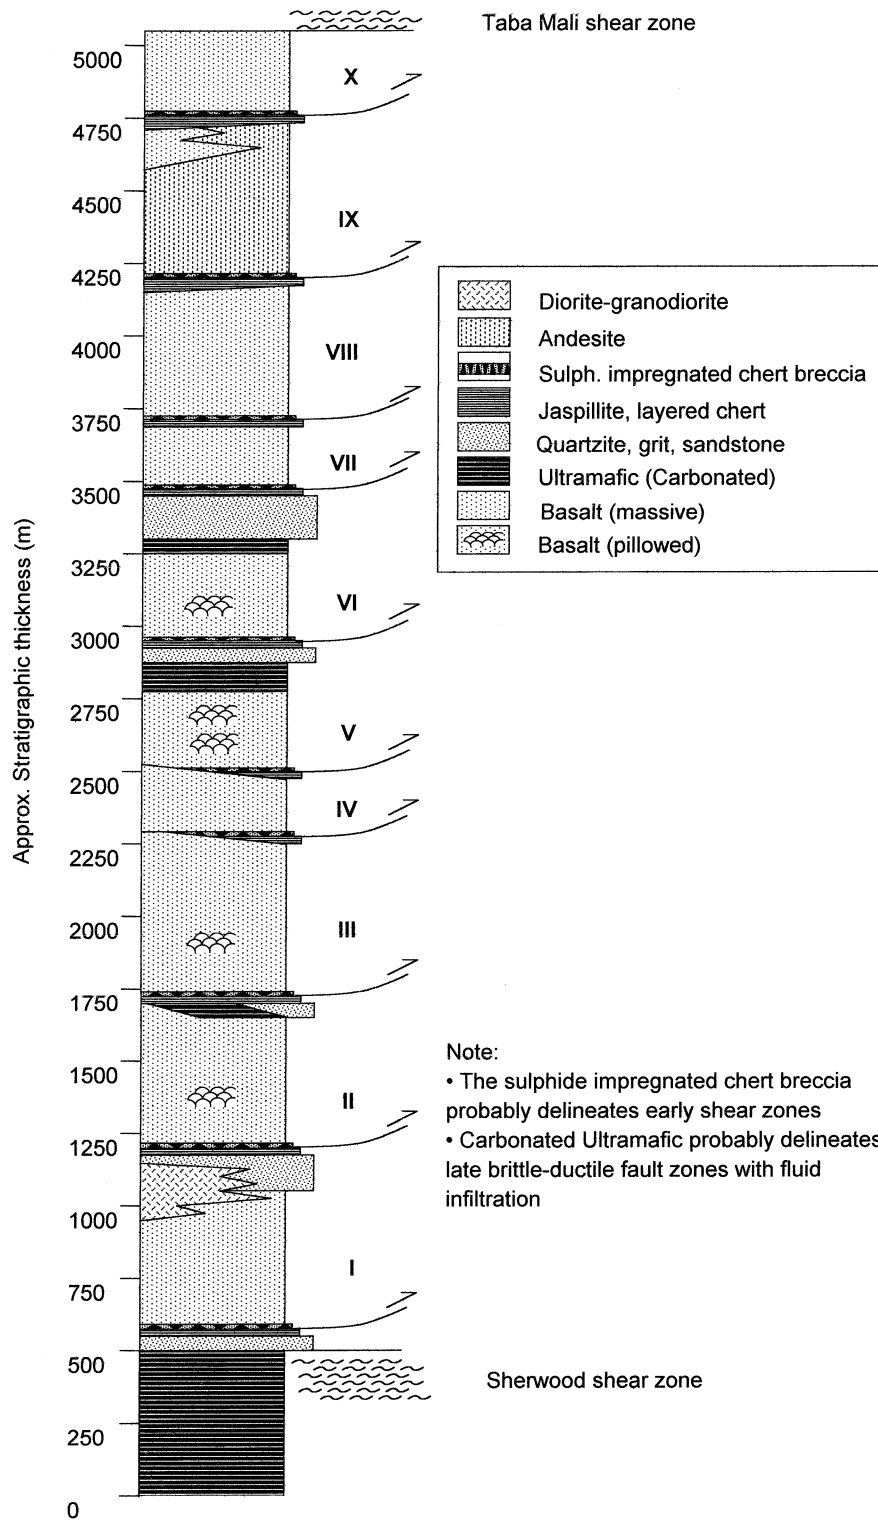 Taba Mali shear zone
5000
X
4750
4500
IX
4250
4000
VIII
3750
VII
3500
3250
VI
3000
2750
V
2500
IV
2250
2000
III
1750
1500
II
1250
1000
I
750
500
Sherwood shear zone
250
0
Approx. Stratigraphic thickness (m)
Diorite-granodiorite
Andesite
Sulph. impregnated chert breccia
Jaspillite, layered chert
Quartzite, grit, sandstone
Ultramafic (Carbonated)
Basalt (massive)
Basalt (pillowed)
Note:
• The sulphide impregnated chert breccia
probably delineates early shear zones
• Carbonated Ultramafic probably delineates
late brittle-ductile fault zones with fluid
infiltration